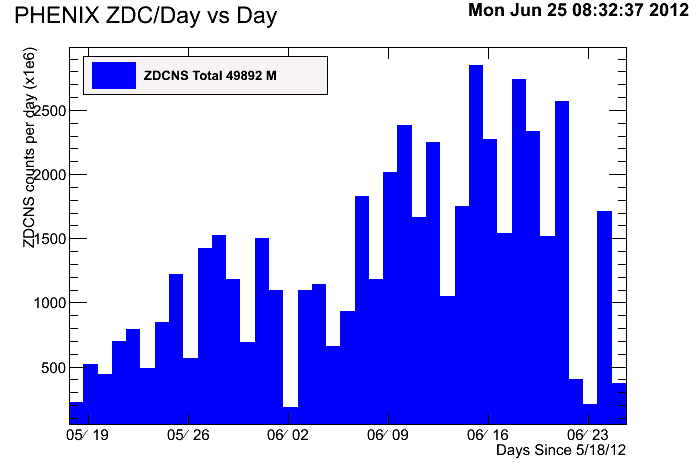 PHENIX ZDC/Day vs Day
Mon Jun 25 08:32:37 2012
ZDCNS counts per day (x1e6)
ZDCNS Total 49892 M
2500
2000
1500
1000
500
05/ 19 05/ 26 06/ 02 06/ 09 06/ 16 06/ 23
Days Since 5/18/12